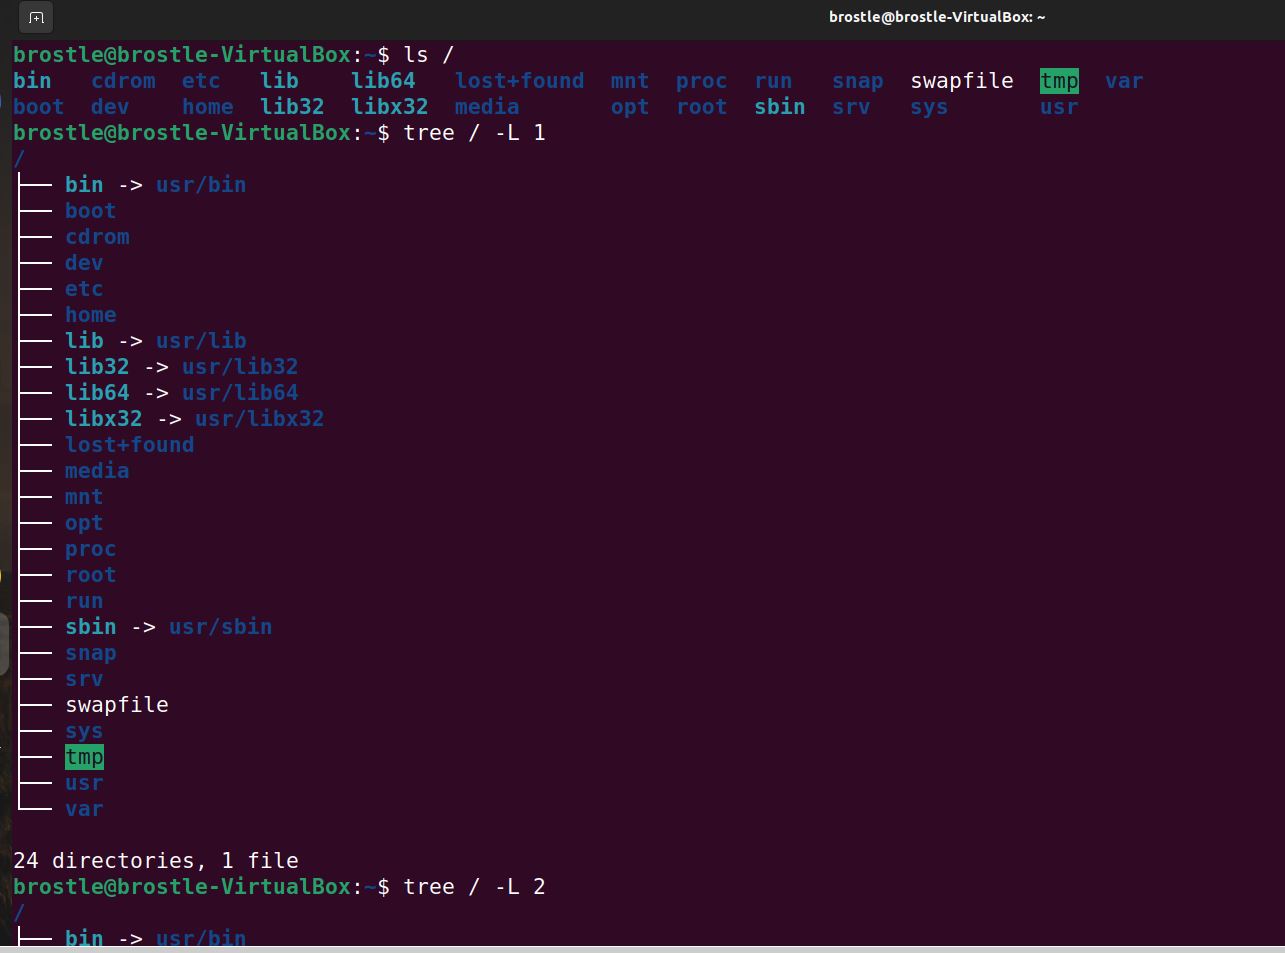 brostle@brostle-VirtualBox: ~
brostle@brostle-VirtualBox:~$ ls /
bin   cdrom  etc   lib    lib64   lost+found  mnt  proc  run   snap  swapfile  tmp  var
boot  dev    home  lib32  libx32  media       opt  root  sbin  srv   sys       usr
brostle@brostle-VirtualBox:~$ tree / -L 1
/
├── bin -> usr/bin
├── boot
├── cdrom
├── dev
├── etc
├── home
├── lib -> usr/lib
├── lib32 -> usr/lib32
├── lib64 -> usr/lib64
├── libx32 -> usr/libx32
├── lost+found
├── media
├── mnt
├── opt
├── proc
├── root
├── run
├── sbin -> usr/sbin
├── snap
├── srv
├── swapfile
├── sys
├── tmp
├── usr
└── var
24 directories, 1 file
brostle@brostle-VirtualBox:~$ tree / -L 2
/
├── bin -> usr/bin